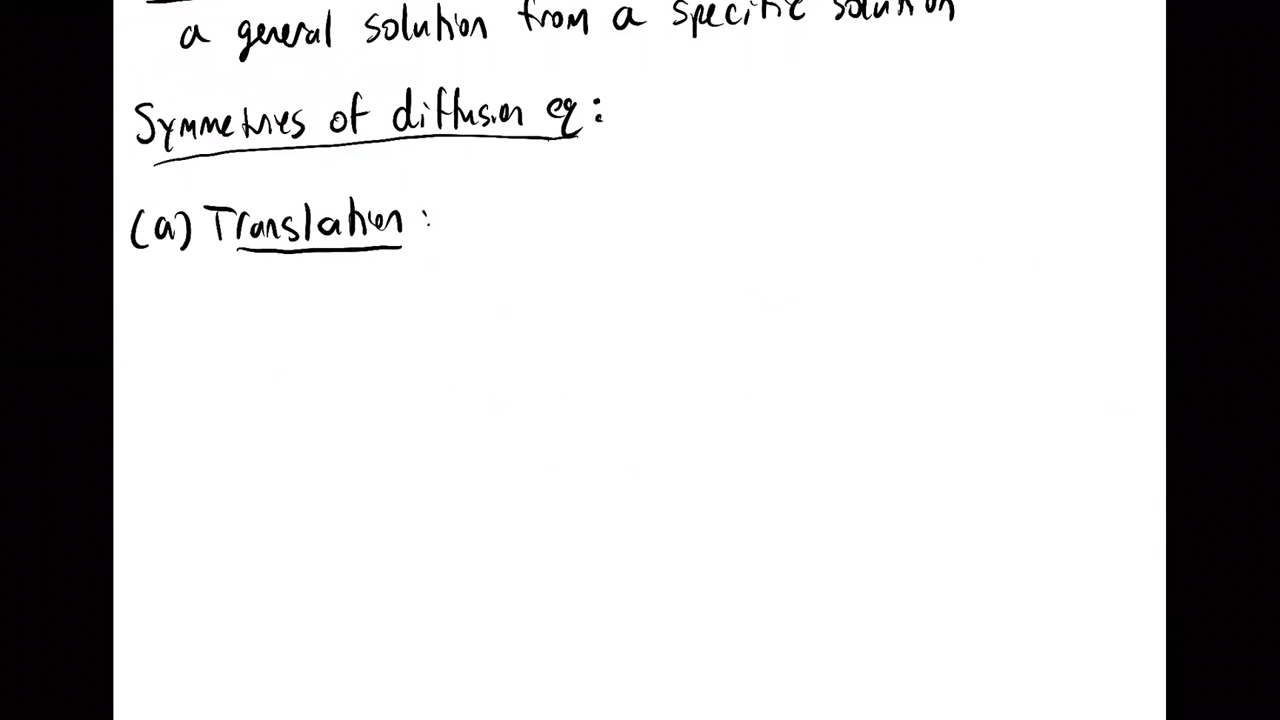 a general solution from a specific solution
Symmetries of diffusion eq:
(a) Translation: